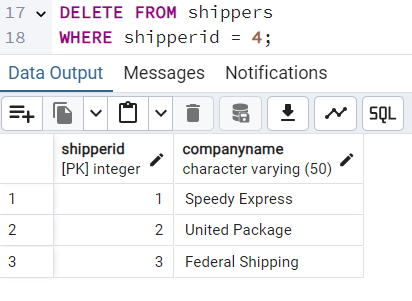 17 DELETE FROM shippers
18 WHERE shipperid = 4;
Data Output Messages Notifications
SQL
shipperid companyname
[PK] integer character varying (50)
1 1 Speedy Express
2 2 United Package
3 3 Federal Shipping